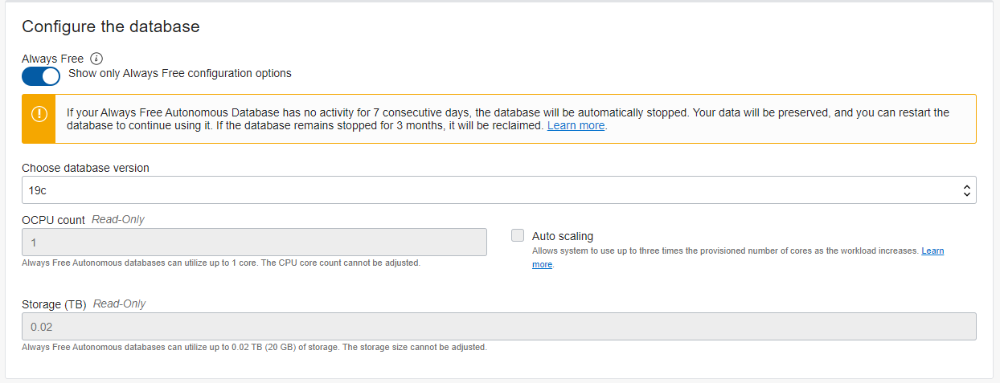 Configure the database
Always Free
Show only Always Free configuration options
If your Always Free Autonomous Database has no activity for 7 consecutive days, the database will be automatically stopped. Your data will be preserved, and you can restart the
database to continue using it. If the database remains stopped for 3 months, it will be reclaimed. Learn more.
Choose database version
19c
OCPU count Read-Only
1
Always Free Autonomous databases can utilize up to 1 core. The CPU core count cannot be adjusted.
Auto scaling
Allows system to use up to three times the provisioned number of cores as the workload increases. Learn
more.
Storage (TB) Read-Only
0.02
Always Free Autonomous databases can utilize up to 0.02 TB (20 GB) of storage. The storage size cannot be adjusted.